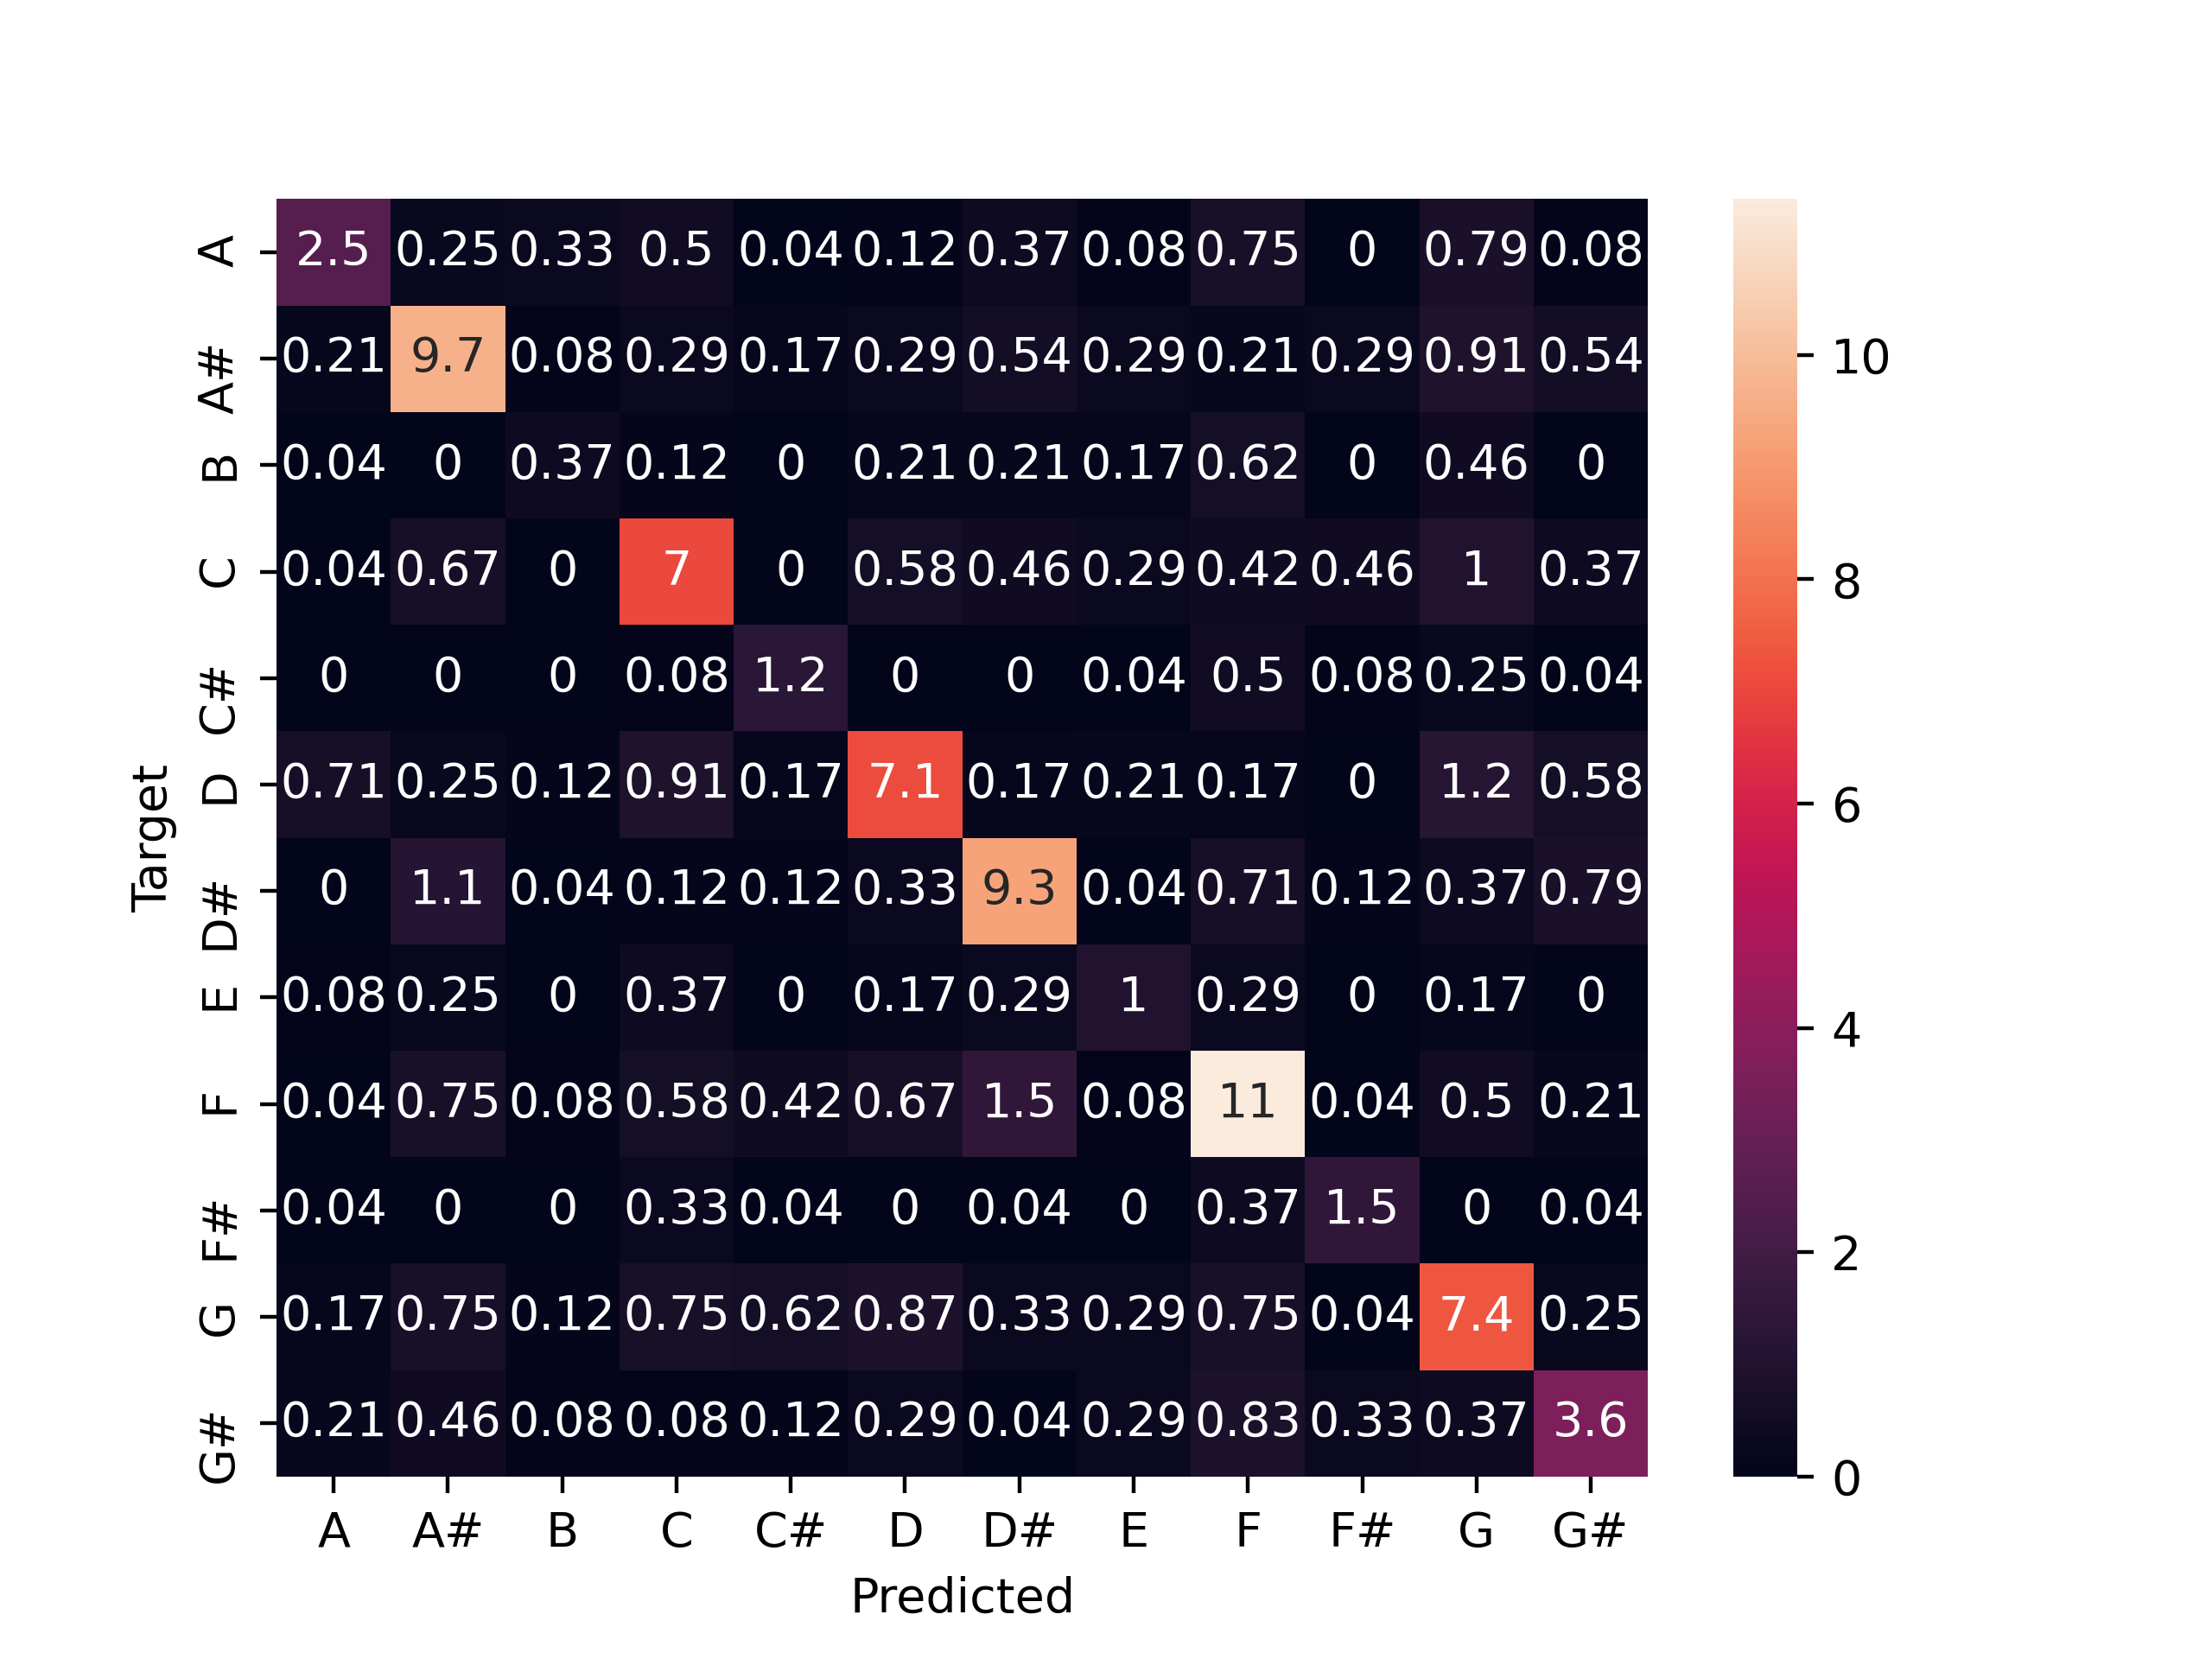 A 2.5 0.25 0.33 0.5 0.04 0.12 0.37 0.08 0.75 0 0.79 0.08
A# 0.21 9.7 0.08 0.29 0.17 0.29 0.54 0.29 0.21 0.29 0.91 0.54
B 0.04 0 0.37 0.12 0 0.21 0.21 0.17 0.62 0 0.46 0
C 0.04 0.67 0 7 0 0.58 0.46 0.29 0.42 0.46 1 0.37
C# 0 0 0 0.08 1.2 0 0 0.04 0.5 0.08 0.25 0.04
D 0.71 0.25 0.12 0.91 0.17 7.1 0.17 0.21 0.17 0 1.2 0.58
D# 0 1.1 0.04 0.12 0.12 0.33 9.3 0.04 0.71 0.12 0.37 0.79
E 0.08 0.25 0 0.37 0 0.17 0.29 1 0.29 0 0.17 0
F 0.04 0.75 0.08 0.58 0.42 0.67 1.5 0.08 11 0.04 0.5 0.21
F# 0.04 0 0 0.33 0.04 0 0.04 0 0.37 1.5 0 0.04
G 0.17 0.75 0.12 0.75 0.62 0.87 0.33 0.29 0.75 0.04 7.4 0.25
G# 0.21 0.46 0.08 0.08 0.12 0.29 0.04 0.29 0.83 0.33 0.37 3.6
A A# B C C# D D# E F F# G G#
Predicted
Target
10
8
6
4
2
0